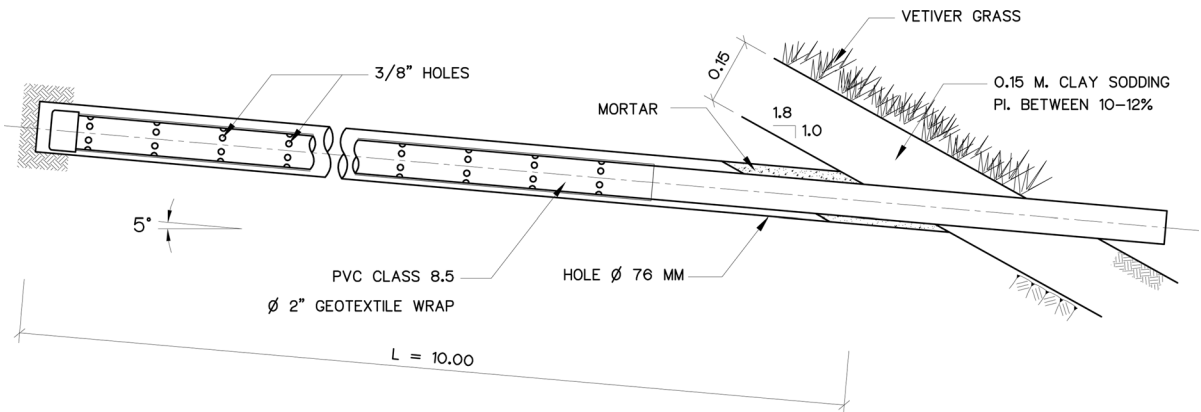 VETIVER GRASS
3/8" HOLES
0.15
0.15 M. CLAY SODDING
PI. BETWEEN 10-12%
MORTAR
1.8
1.0
5°
PVC CLASS 8.5
Ø 2" GEOTEXTILE WRAP
HOLE Ø 76 MM
L = 10.00